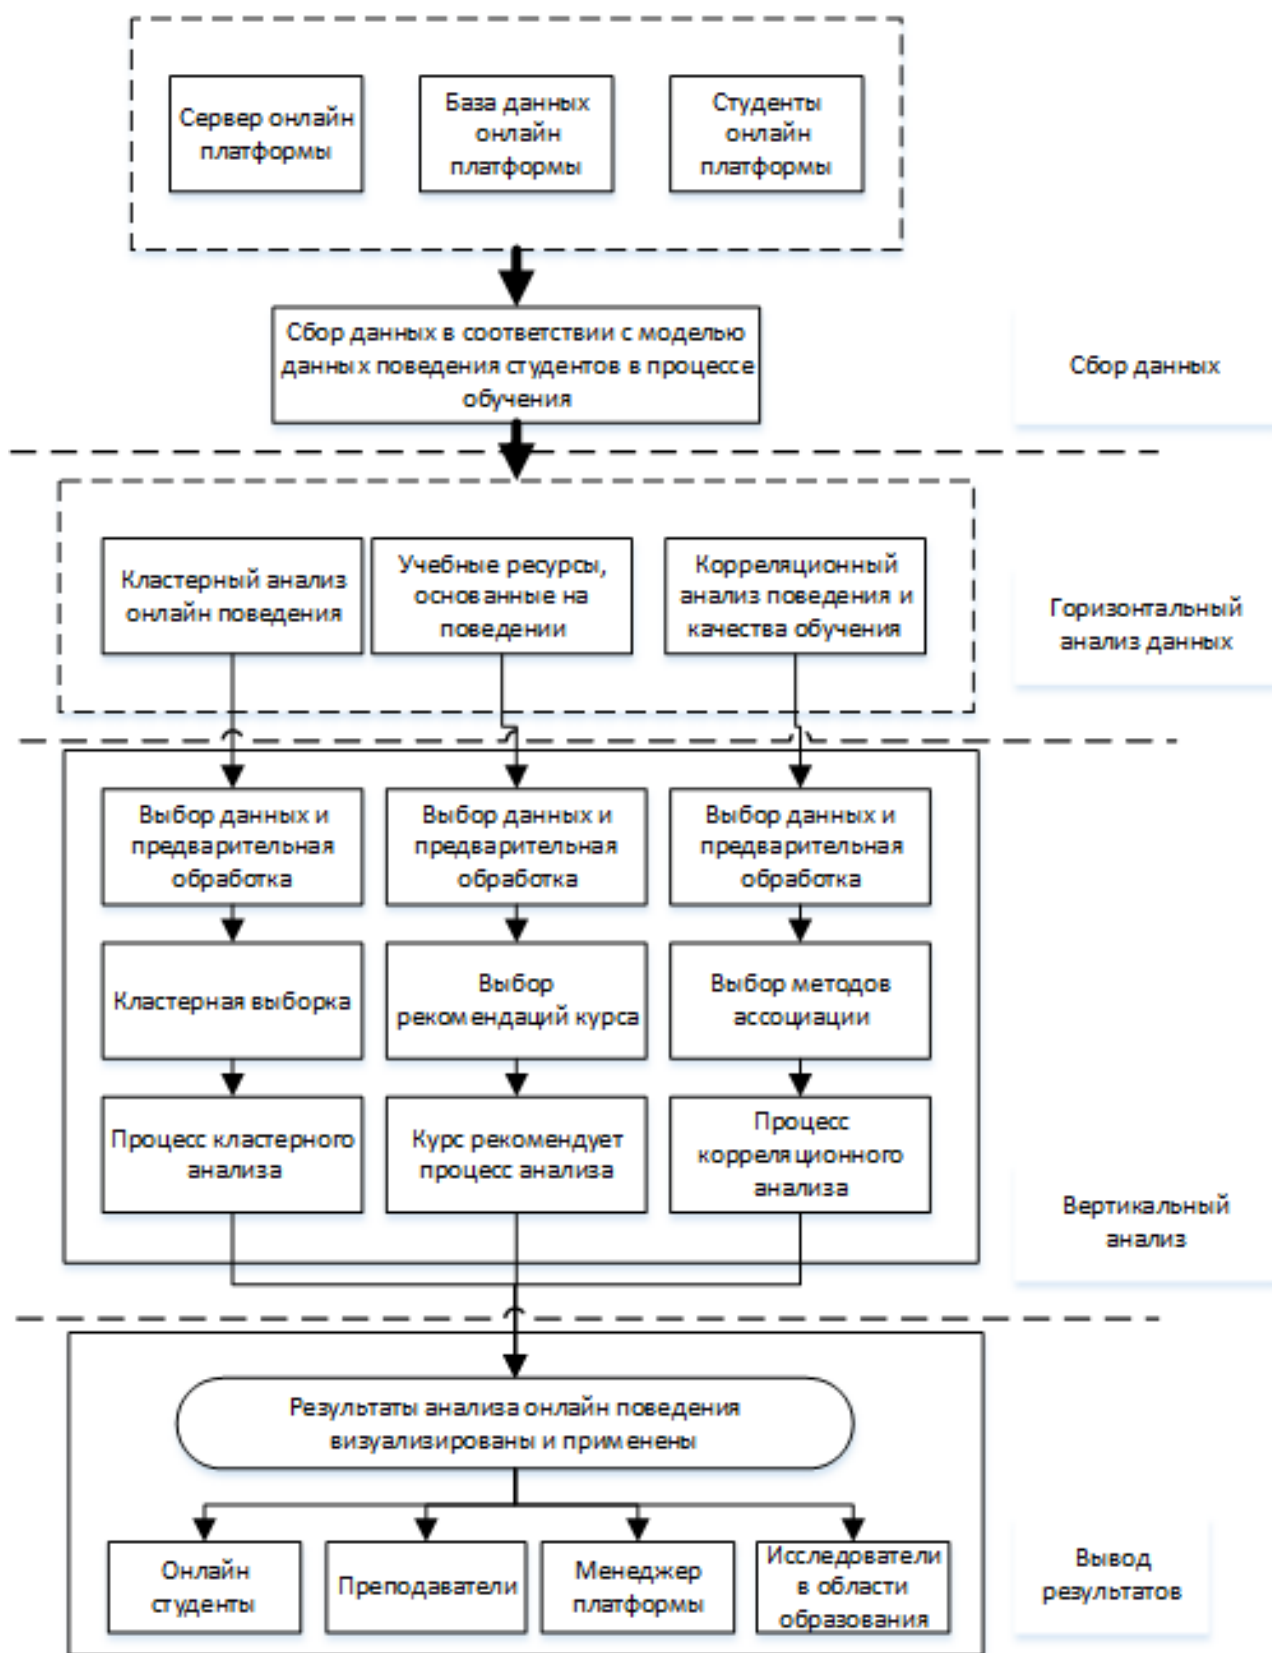 Сервер онлайн
платформы
База данных
онлайн
платформы
Студенты
онлайн
платформы
Сбор данных в соответствии с моделью
данных поведения студентов в процессе
обучения
Сбор данных
Кластерный анализ
онлайн поведения
Учебные ресурсы,
основанные на
поведении
Корреляционный
анализ поведения и
качества обучения
Горизонтальный
анализ данных
Выбор данных и
предварительная
обработка
Выбор данных и
предварительная
обработка
Выбор данных и
предварительная
обработка
Кластерная выборка
Выбор
рекомендаций курса
Выбор методов
ассоциации
Процесс кластерного
анализа
Курс рекомендует
процесс анализа
Процесс
корреляционного
анализа
Вертикальный
анализ
Результаты анализа онлайн поведения
визуализированы и применены
Онлайн
студенты
Преподаватели
Менеджер
платформы
Исследователи
в области
образования
Вывод
результатов